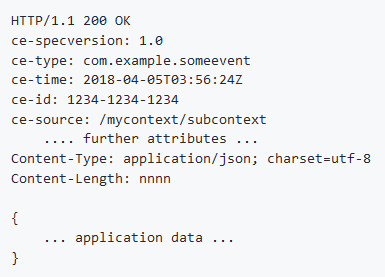 HTTP/1.1 200 OK
ce-specversion: 1.0
ce-type: com.example.someevent
ce-time: 2018-04-05T03:56:24Z
ce-id: 1234-1234-1234
ce-source: /mycontext/subcontext
    .... further attributes ...
Content-Type: application/json; charset=utf-8
Content-Length: nnnn

{
    ... application data ...
}